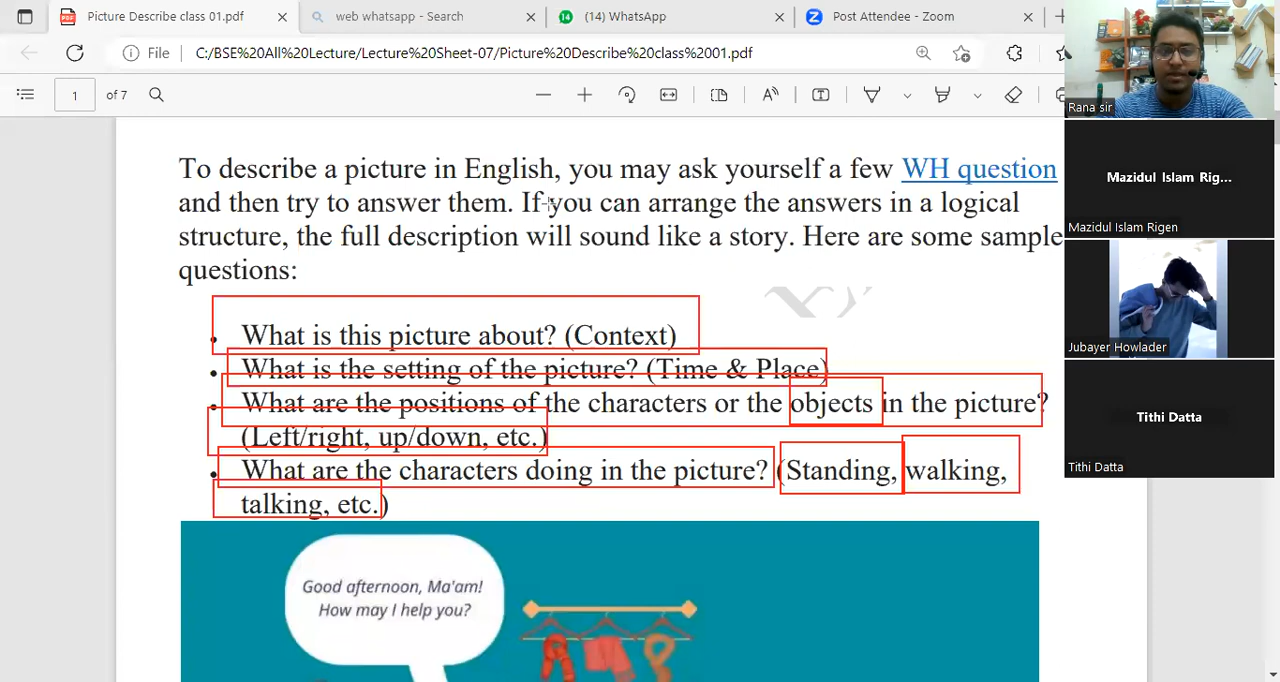 Picture Describe class 01.pdf
web whatsapp - Search
14
(14) WhatsApp
Post Attendee - Zoom
File
C:/BSE%20All%20Lecture/Lecture%20Sheet-07/Picture%20Describe%20class%2001.pdf
1
of 7
To describe a picture in English, you may ask yourself a few WH question
and then try to answer them. If you can arrange the answers in a logical
structure, the full description will sound like a story. Here are some sample
questions:
• What is this picture about? (Context)
• What is the setting of the picture? (Time & Place)
• What are the positions of the characters or the objects in the picture?
(Left/right, up/down, etc.)
• What are the characters doing in the picture? (Standing, walking,
talking, etc.)
Good afternoon, Ma'am!
How may I help you?
Rana sir
Mazidul Islam Rig...
Mazidul Islam Rigen
Jubayer Howlader
Tithi Datta
Tithi Datta